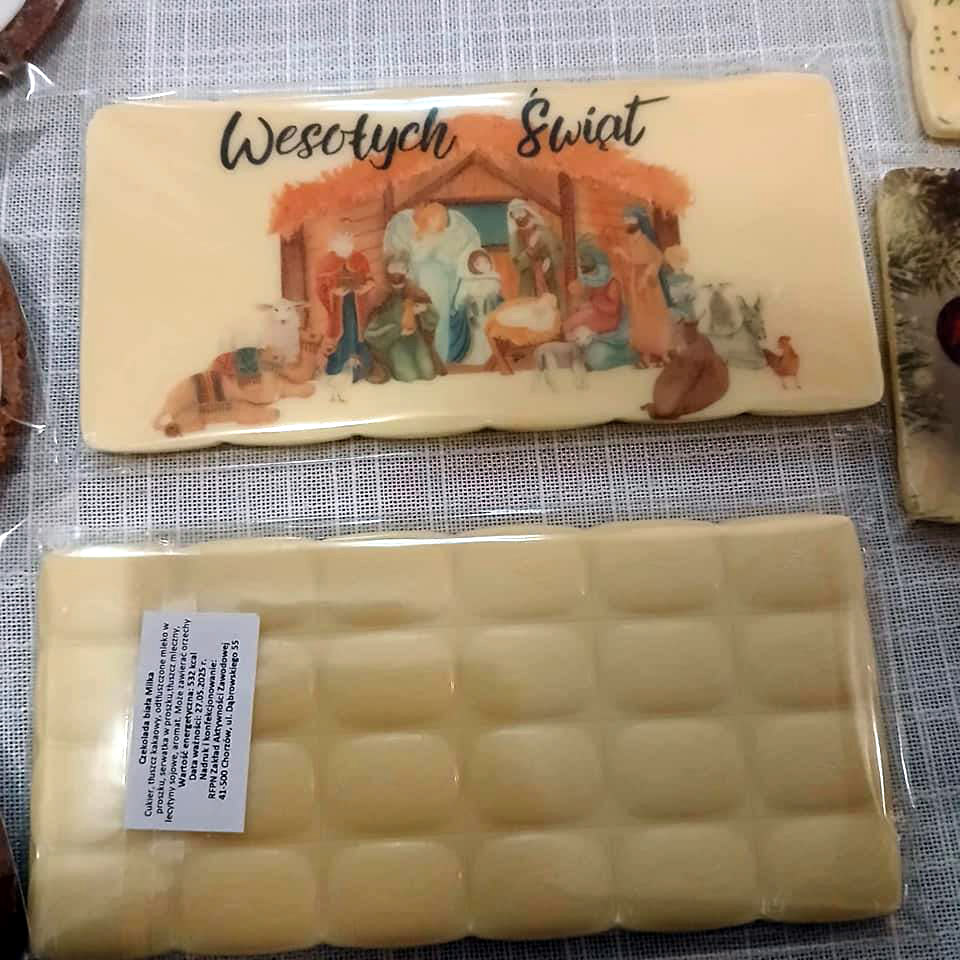 Wesołych Świąt
Czekolada biała Milka
Cukier, tłuszcz kakaowy, odtłuszczone mleko w
proszku, serwatka w proszku,tłuszcz mleczny,
lecytyny sojowe, aromat. Może zawierać orzechy
Wartość energetyczna: 532 kcal
Data ważności: 27.05.2025 r.
Nadruk i konfekcjonowanie:
RFPN Zakład Aktywności Zawodowej
41-500 Chorzów, ul. Dąbrowskiego 55